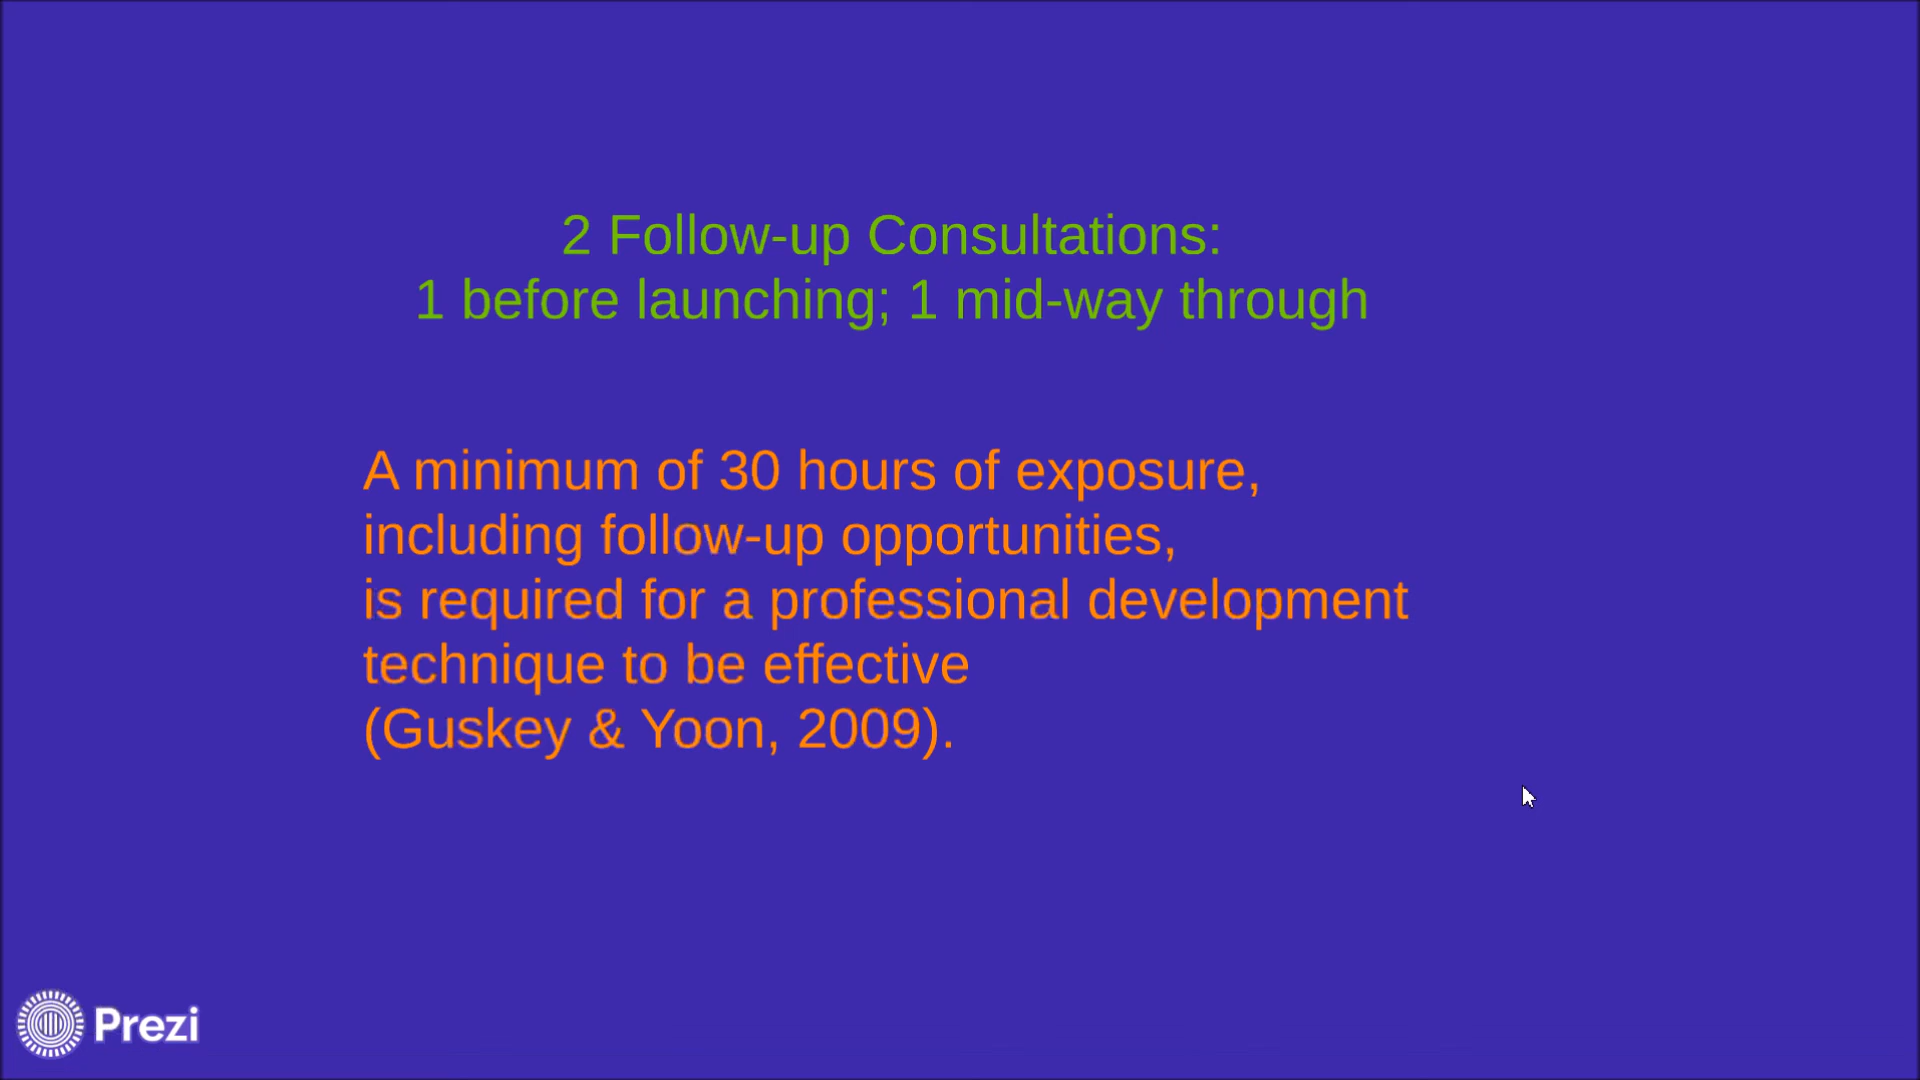 2 Follow-up Consultations:
1 before launching; 1 mid-way through
A minimum of 30 hours of exposure,
including follow-up opportunities,
is required for a professional development
technique to be effective
(Guskey & Yoon, 2009).
Prezi